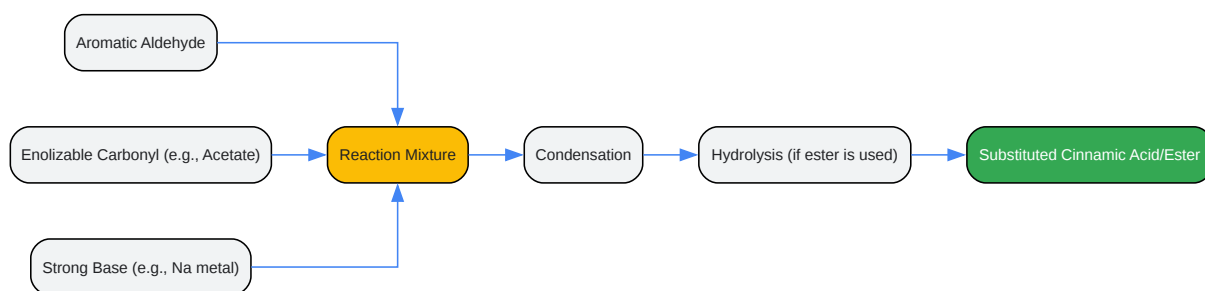 Aromatic Aldehyde
Enolizable Carbonyl (e.g., Acetate)
Reaction Mixture
Condensation
Hydrolysis (if ester is used)
Substituted Cinnamic Acid/Ester
Strong Base (e.g., Na metal)